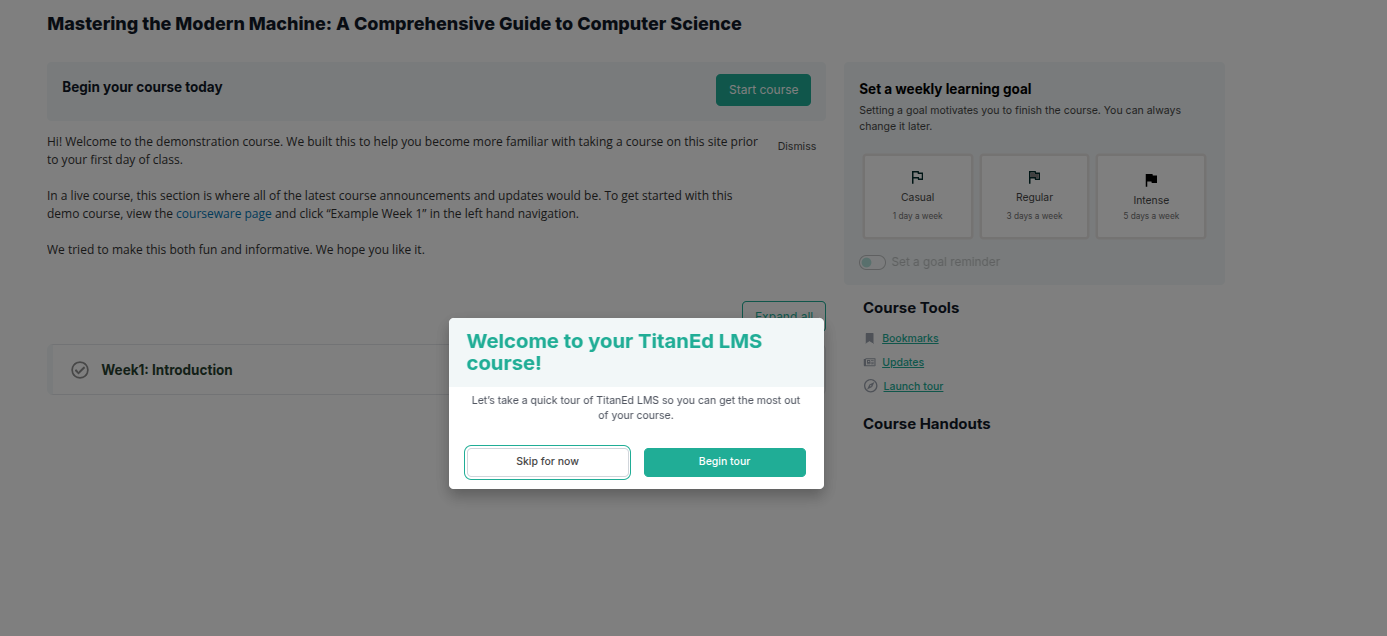 Mastering the Modern Machine: A Comprehensive Guide to Computer Science
Begin your course today
Start course
Hi! Welcome to the demonstration course. We built this to help you become more familiar with taking a course on this site prior
to your first day of class.
Dismiss
In a live course, this section is where all of the latest course announcements and updates would be. To get started with this
demo course, view the courseware page and click “Example Week 1” in the left hand navigation.
We tried to make this both fun and informative. We hope you like it.
Expand all
Week1: Introduction
Set a weekly learning goal
Setting a goal motivates you to finish the course. You can always
change it later.
Casual
1 day a week
Regular
3 days a week
Intense
5 days a week
Set a goal reminder
Course Tools
Bookmarks
Updates
Launch tour
Course Handouts
Welcome to your TitanEd LMS
course!
Let’s take a quick tour of TitanEd LMS so you can get the most out
of your course.
Skip for now
Begin tour